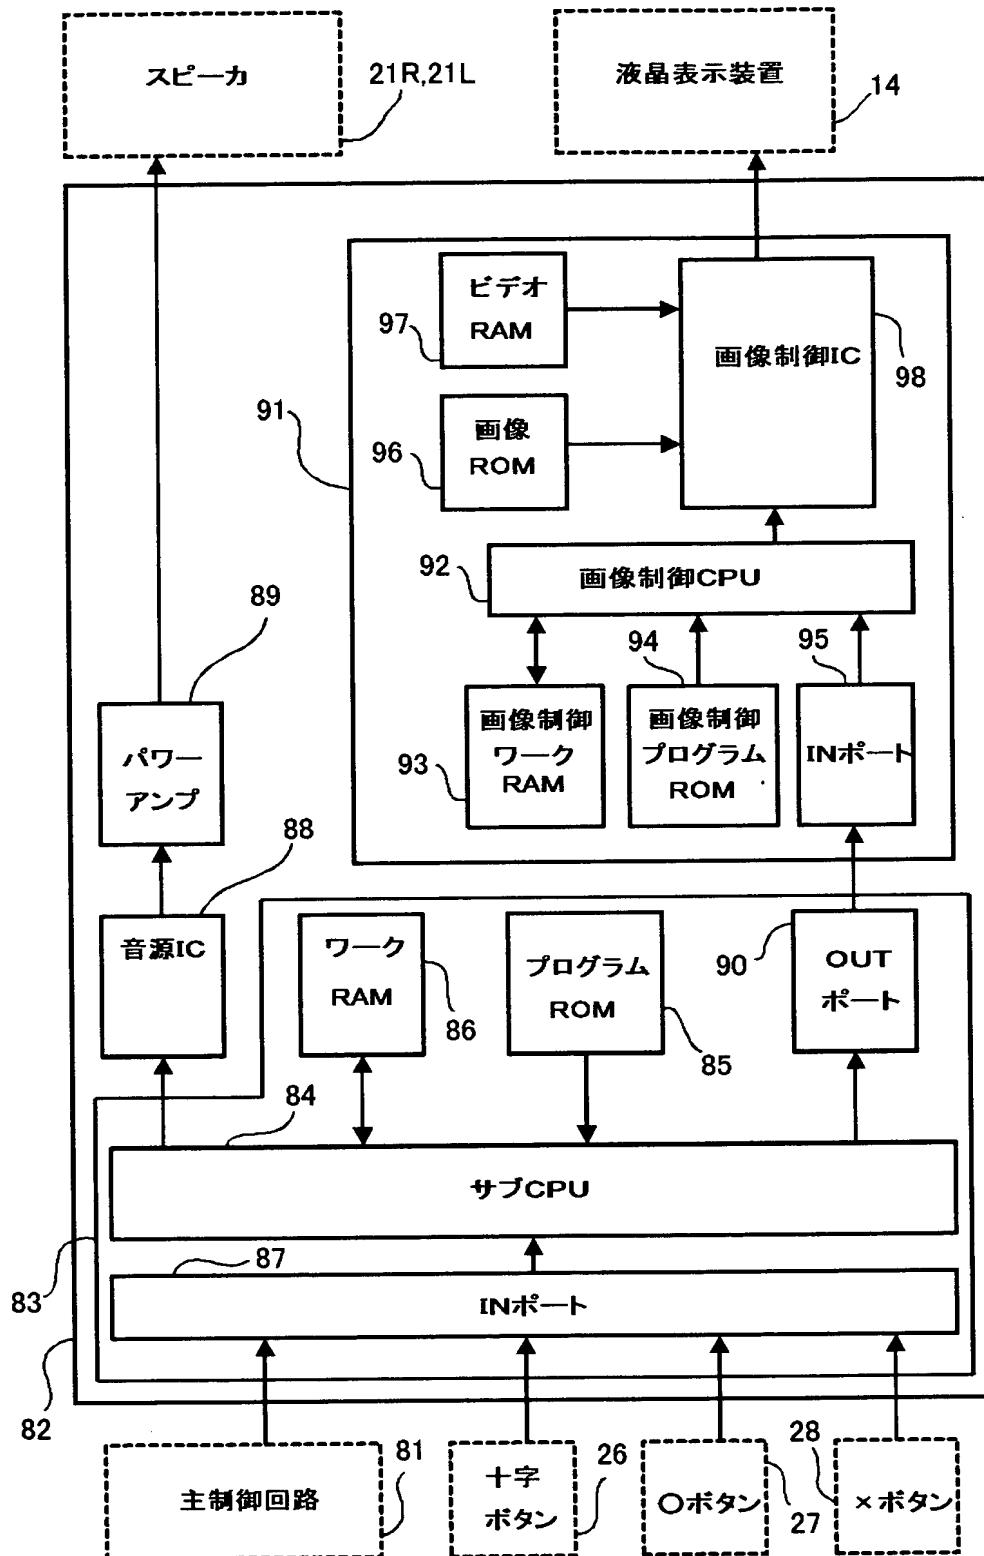 スピーカ
21R,21L
液晶表示装置
14
ビデオ
RAM
97
画像制御IC
98
91
画像
ROM
96
92
画像制御CPU
89
94
95
パワー
アンプ
画像制御
ワーク
RAM
93
画像制御
プログラム
ROM
INポート
88
音源IC
ワーク
RAM
86
プログラム
ROM
85
90
OUT
ポート
84
サブCPU
87
INポート
83
82
主制御回路
81
十字
ボタン
26
〇ボタン
27
28
×ボタン